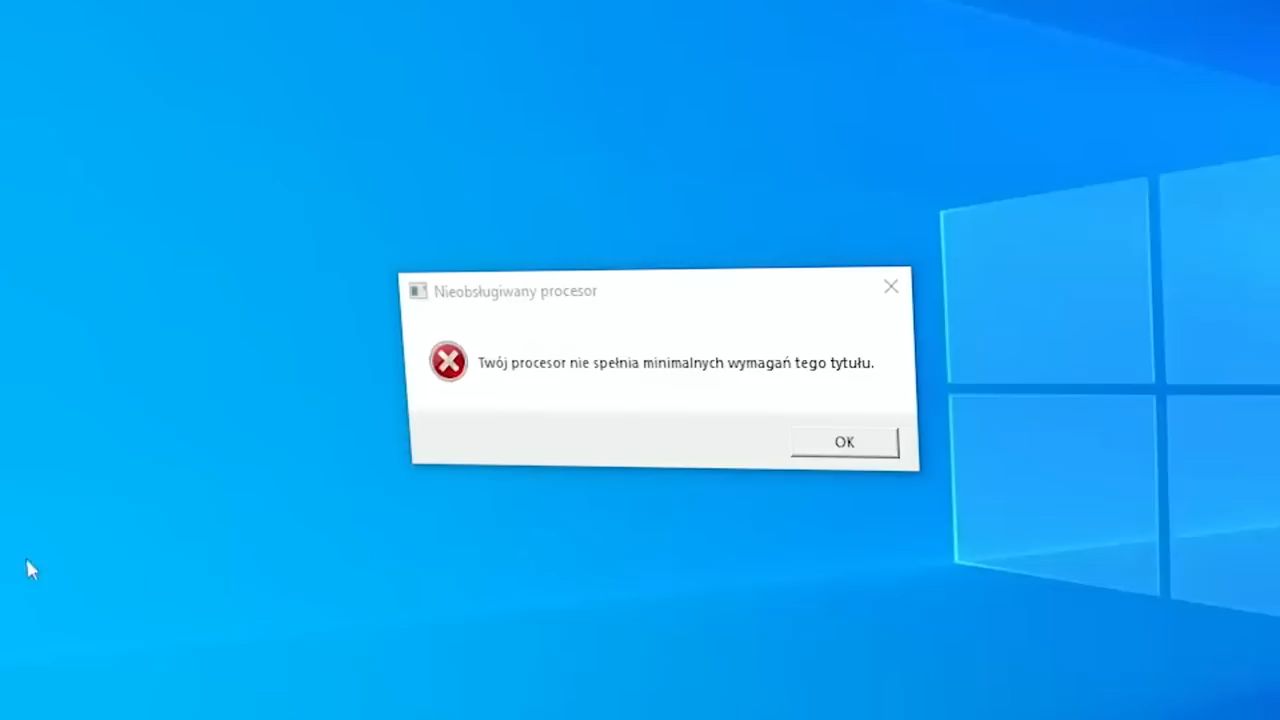 Nieobsługiwany procesor
Twój procesor nie spełnia minimalnych wymagań tego tytułu.
OK